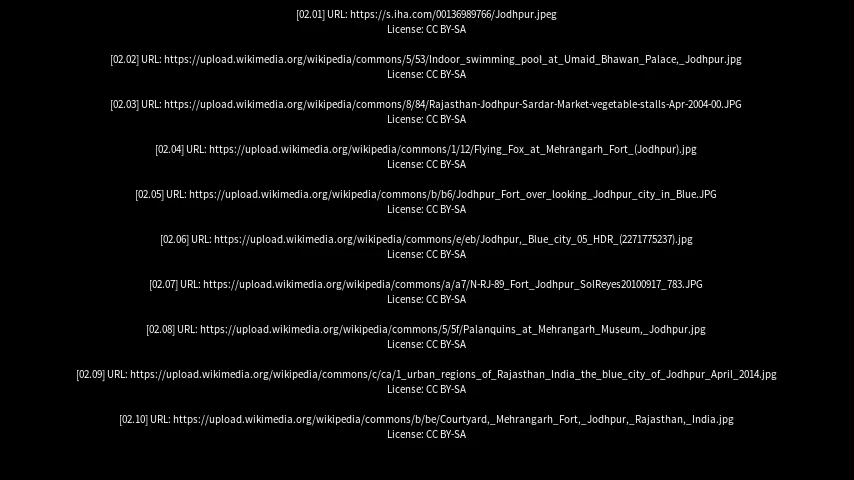 [02.01] URL: https://s.iha.com/00136989766/Jodhpur.jpeg
License: CC BY-SA
[02.02] URL: https://upload.wikimedia.org/wikipedia/commons/5/53/Indoor_swimming_pool_at_Umaid_Bhawan_Palace,_Jodhpur.jpg
License: CC BY-SA
[02.03] URL: https://upload.wikimedia.org/wikipedia/commons/8/84/Rajasthan-Jodhpur-Sardar-Market-vegetable-stalls-Apr-2004-00.JPG
License: CC BY-SA
[02.04] URL: https://upload.wikimedia.org/wikipedia/commons/1/12/Flying_Fox_at_Mehrangarh_Fort_(Jodhpur).jpg
License: CC BY-SA
[02.05] URL: https://upload.wikimedia.org/wikipedia/commons/b/b6/Jodhpur_Fort_over_looking_Jodhpur_city_in_Blue.JPG
License: CC BY-SA
[02.06] URL: https://upload.wikimedia.org/wikipedia/commons/e/eb/Jodhpur,_Blue_city_05_HDR_(2271775237).jpg
License: CC BY-SA
[02.07] URL: https://upload.wikimedia.org/wikipedia/commons/a/a7/N-RJ-89_Fort_Jodhpur_SolReyes20100917_783.JPG
License: CC BY-SA
[02.08] URL: https://upload.wikimedia.org/wikipedia/commons/5/5f/Palanquins_at_Mehrangarh_Museum,_Jodhpur.jpg
License: CC BY-SA
[02.09] URL: https://upload.wikimedia.org/wikipedia/commons/c/ca/1_urban_regions_of_Rajasthan_India_the_blue_city_of_Jodhpur_April_2014.jpg
License: CC BY-SA
[02.10] URL: https://upload.wikimedia.org/wikipedia/commons/b/be/Courtyard,_Mehrangarh_Fort,_Jodhpur,_Rajasthan,_India.jpg
License: CC BY-SA